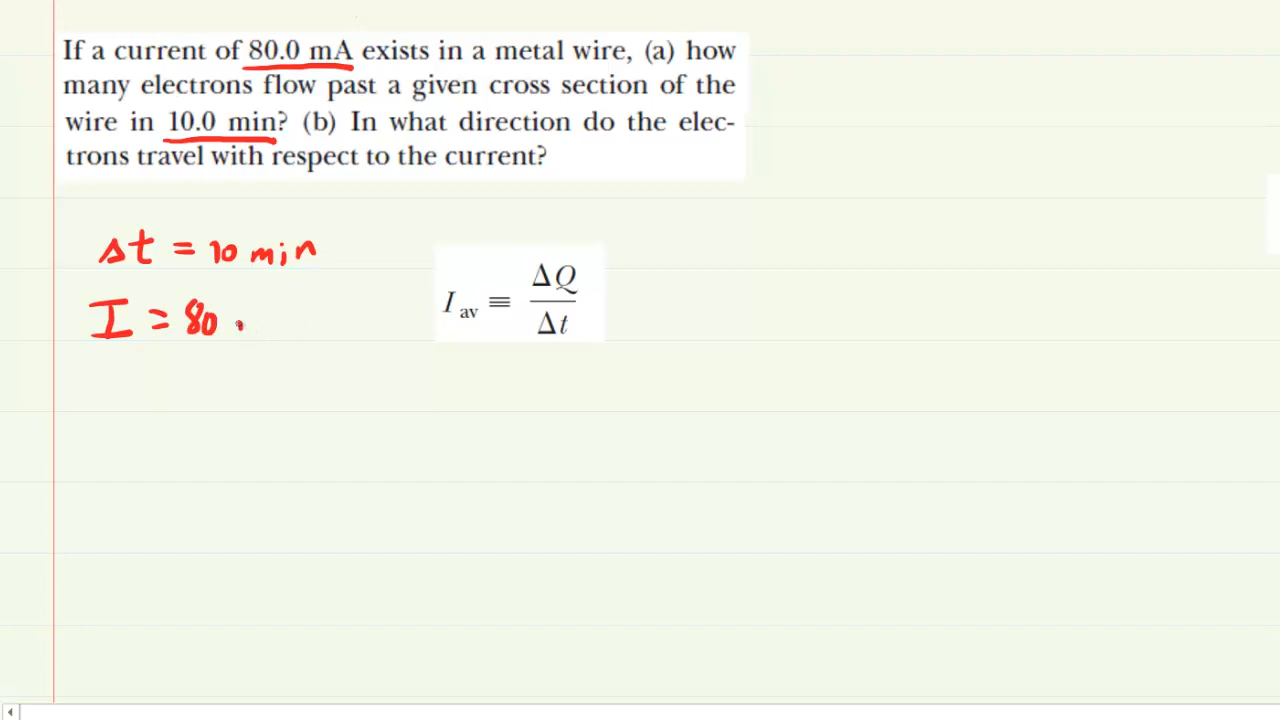 If a current of 80.0 mA exists in a metal wire, (a) how
many electrons flow past a given cross section of the
wire in 10.0 min? (b) In what direction do the elec-
trons travel with respect to the current?
Δt = 10 min
I = 80
I av ≡ ΔQ / Δt